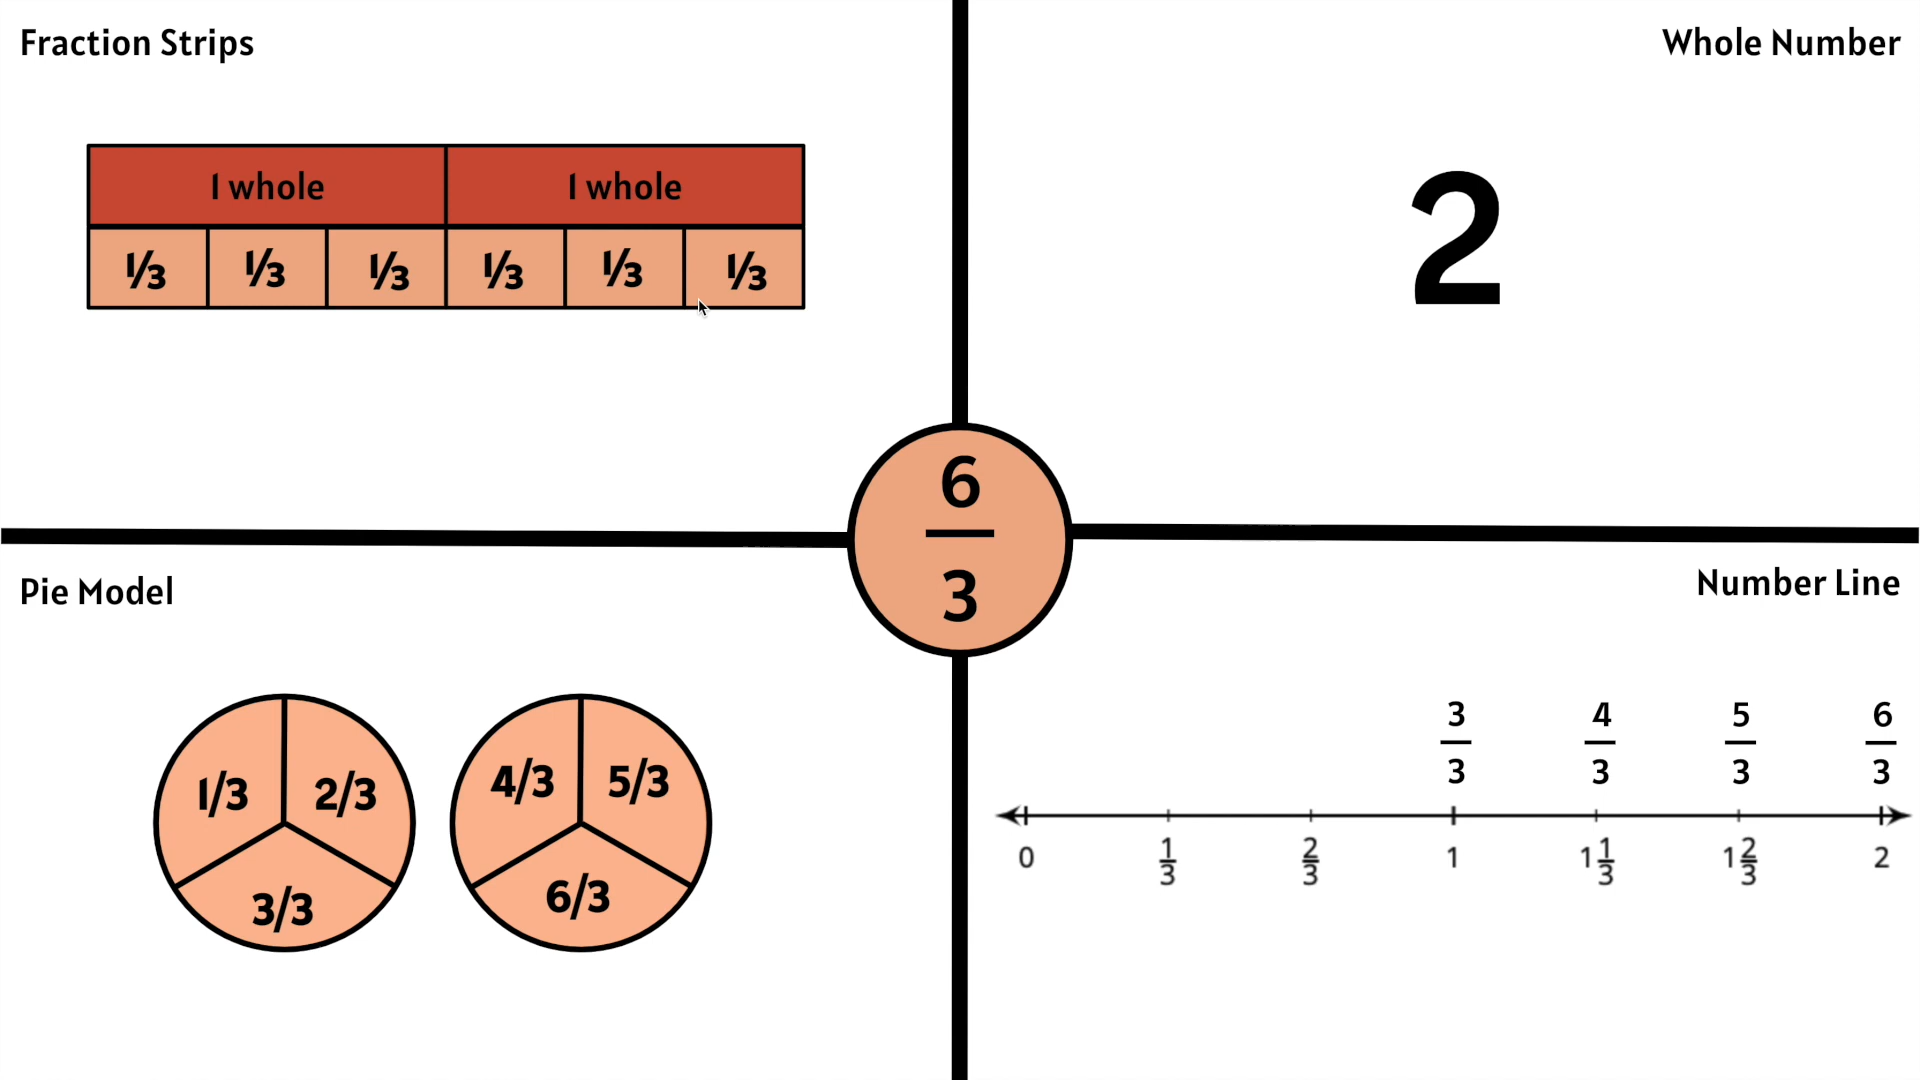 Fraction Strips
1 whole 1 whole
1/3 1/3 1/3 1/3 1/3 1/3
Whole Number
2
6
3
Pie Model
1/3 2/3
3/3
4/3 5/3
6/3
Number Line
3 4 5 6
3 3 3 3
0 1/3 2/3 1 1 1/3 1 2/3 2